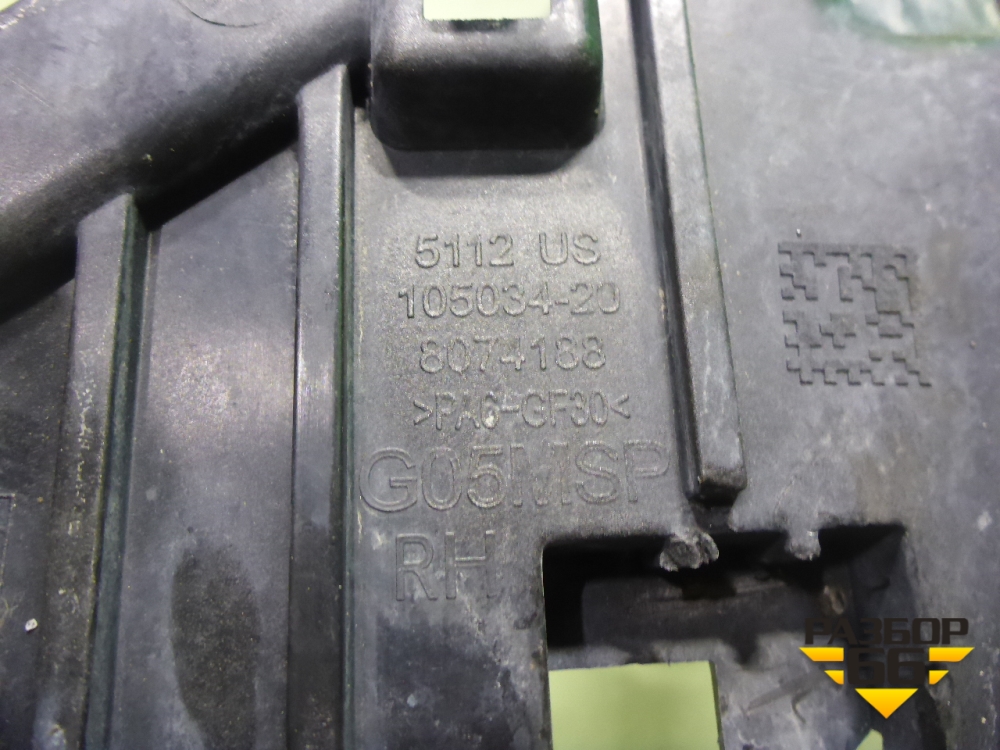 5112 US
105034-20
8074188
>PA6-GF30<
G05MSP
RH
РАЗБОР
66